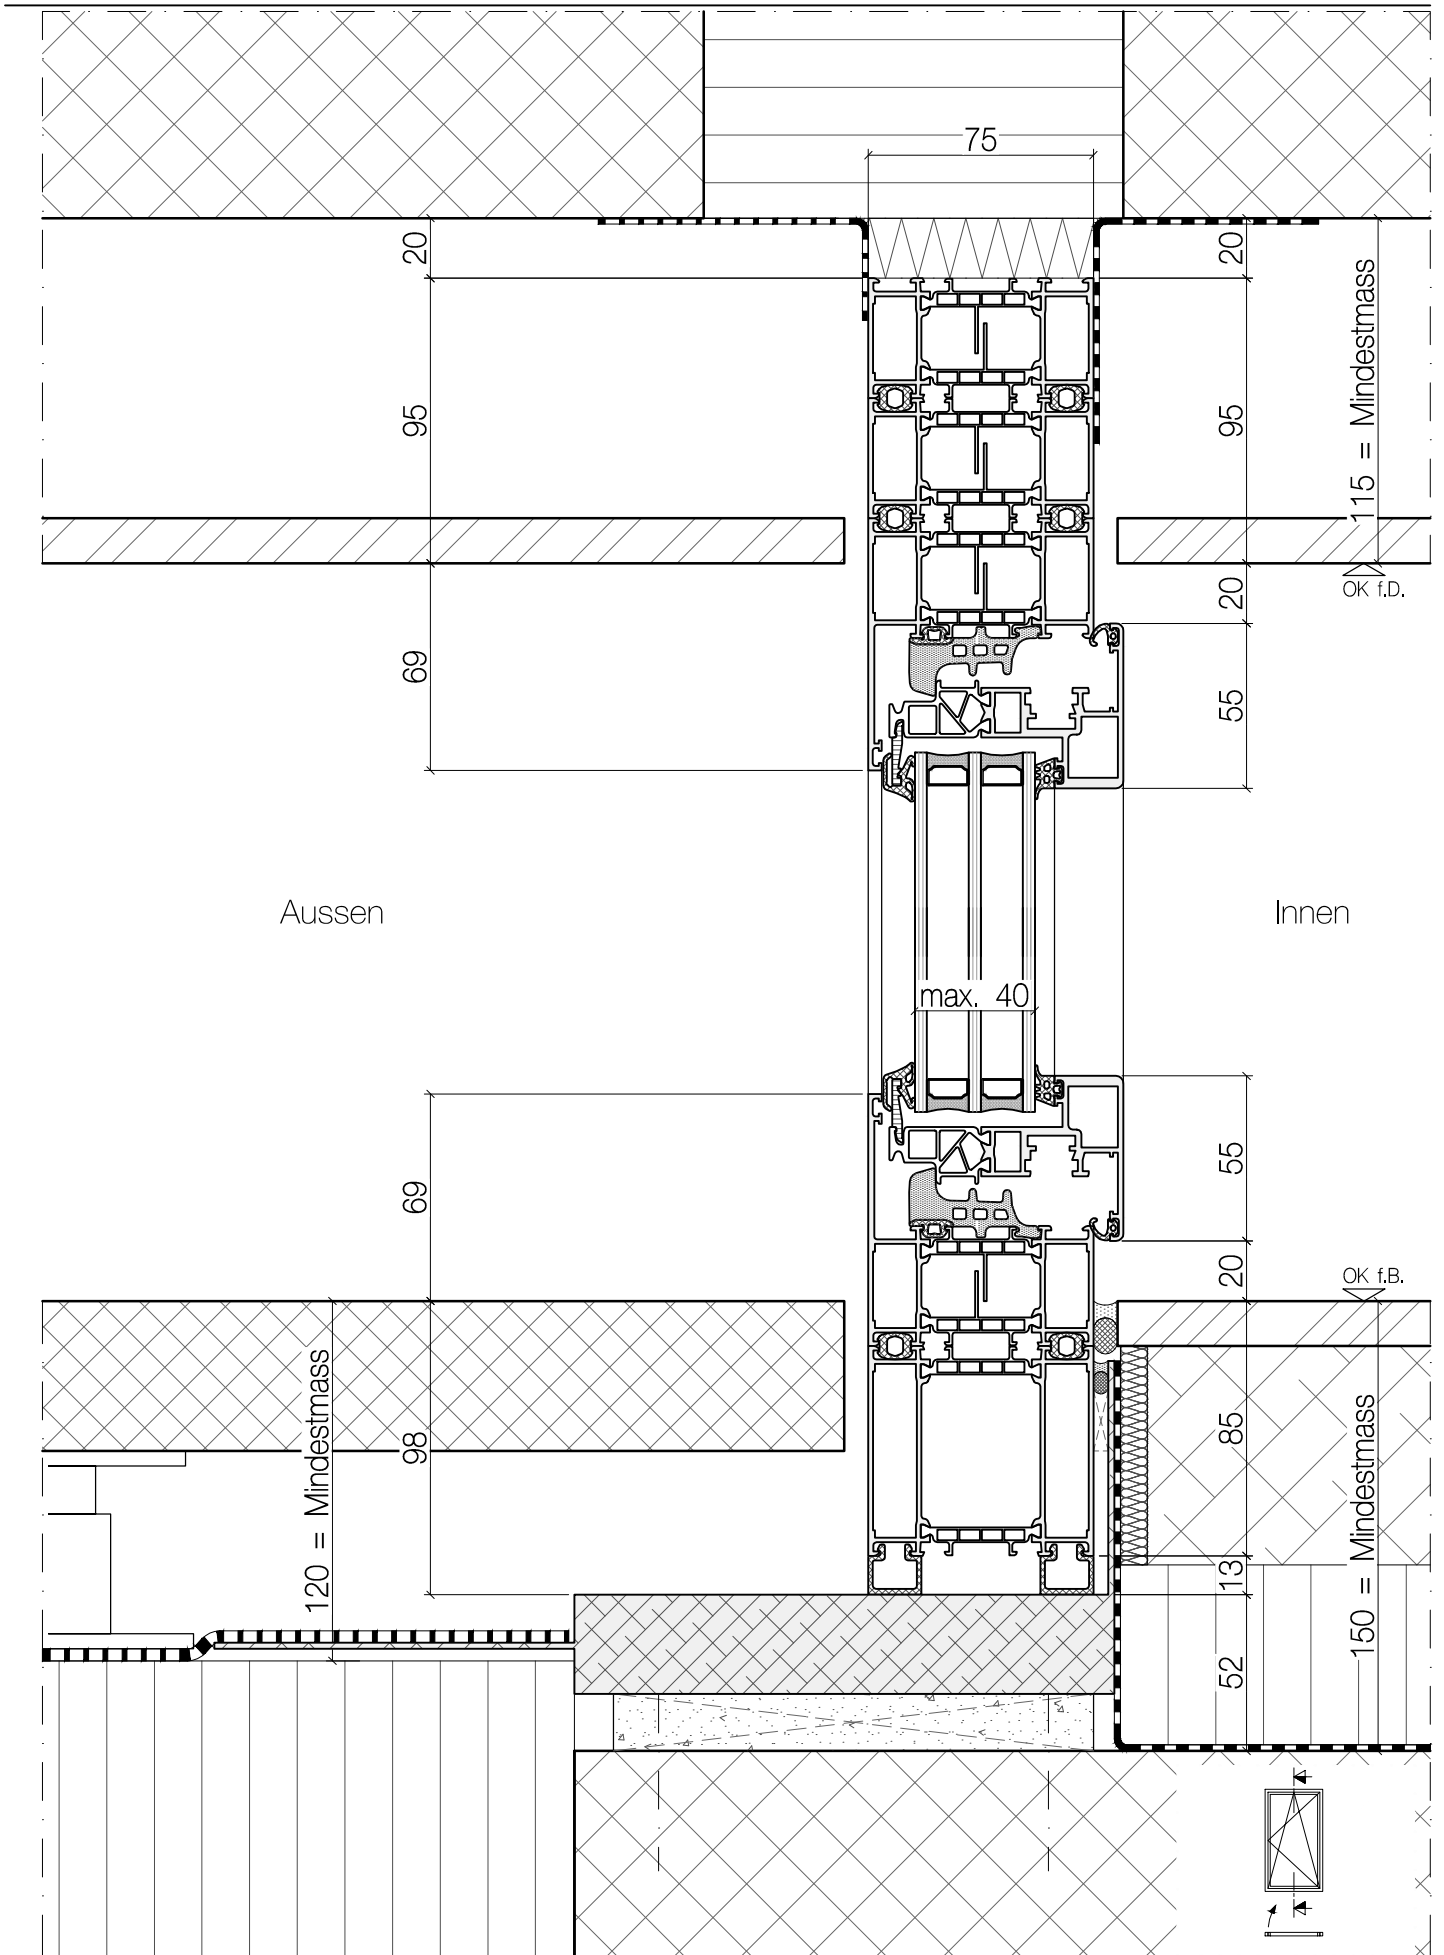 75
20
20
95
95
115 = Mindestmass
OK f.D.
20
69
55
Aussen
Innen
max. 40
69
55
20
OK f.B.
120 = Mindestmass
98
85
150 = Mindestmass
13
52